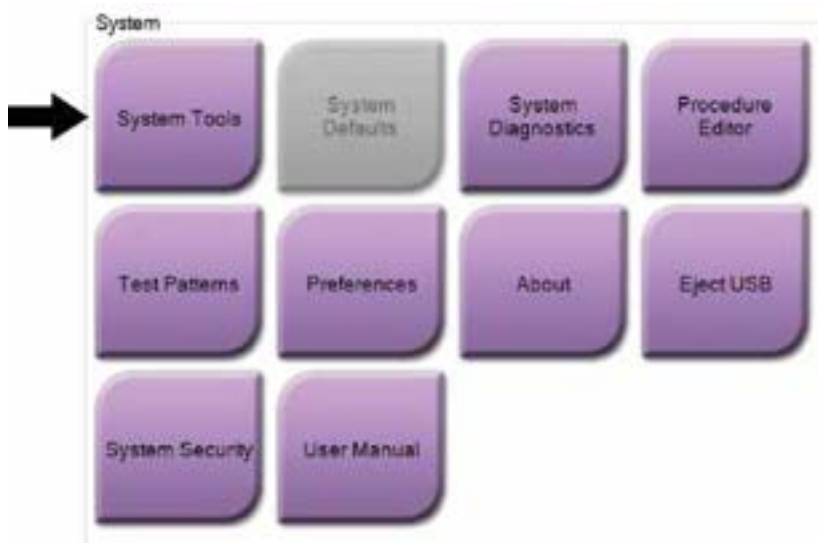 System
System Tools
System
Defaults
System
Diagnostics
Procedure
Editor
Test Patterns
Preferences
About
Eject USB
System Security
User Manual